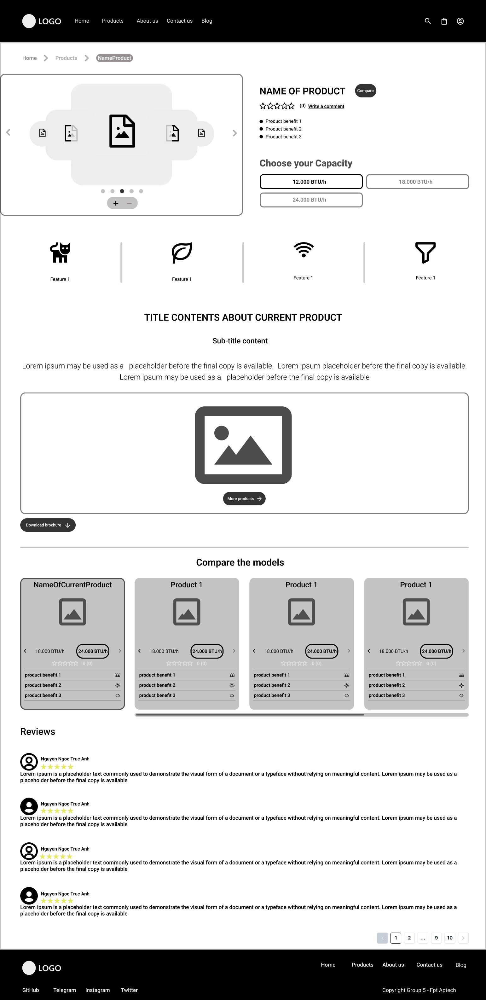 LOGO Home Products About us Contact us Blog
Home Products NameProduct
NAME OF PRODUCT Compare
(0) Write a comment
Product benefit 1
Product benefit 2
Product benefit 3
Choose your Capacity
12.000 BTU/h 18.000 BTU/h
24.000 BTU/h
Feature 1 Feature 1 Feature 1 Feature 1
TITLE CONTENTS ABOUT CURRENT PRODUCT
Sub-title content
Lorem ipsum may be used as a placeholder before the final copy is available. Lorem ipsum placeholder before the final copy is available.
Lorem ipsum may be used as a placeholder before the final copy is available
More products
Download brochure
Compare the models
NameOfCurrentProduct Product 1 Product 1 Product 1
18.000 BTU/h 24.000 BTU/h 18.000 BTU/h 24.000 BTU/h 18.000 BTU/h 24.000 BTU/h 18.000 BTU/h 24.000 BTU/h
0 (0) 0 (0) 0 (0) 0 (0)
product benefit 1 product benefit 1 product benefit 1 product benefit 1
product benefit 2 product benefit 2 product benefit 2 product benefit 2
product benefit 3 product benefit 3 product benefit 3 product benefit 3
Reviews
Nguyen Ngoc Truc Anh
Lorem ipsum is a placeholder text commonly used to demonstrate the visual form of a document or a typeface without relying on meaningful content. Lorem ipsum may be used as a
placeholder before the final copy is available
Nguyen Ngoc Truc Anh
Lorem ipsum is a placeholder text commonly used to demonstrate the visual form of a document or a typeface without relying on meaningful content. Lorem ipsum may be used as a
placeholder before the final copy is available
Nguyen Ngoc Truc Anh
Lorem ipsum is a placeholder text commonly used to demonstrate the visual form of a document or a typeface without relying on meaningful content. Lorem ipsum may be used as a
placeholder before the final copy is available
Nguyen Ngoc Truc Anh
Lorem ipsum is a placeholder text commonly used to demonstrate the visual form of a document or a typeface without relying on meaningful content. Lorem ipsum may be used as a
placeholder before the final copy is available
1 2 ... 9 10
LOGO Home Products About us Contact us Blog
GitHub Telegram Instagram Twitter Copyright Group 5 - Fpt Aptech